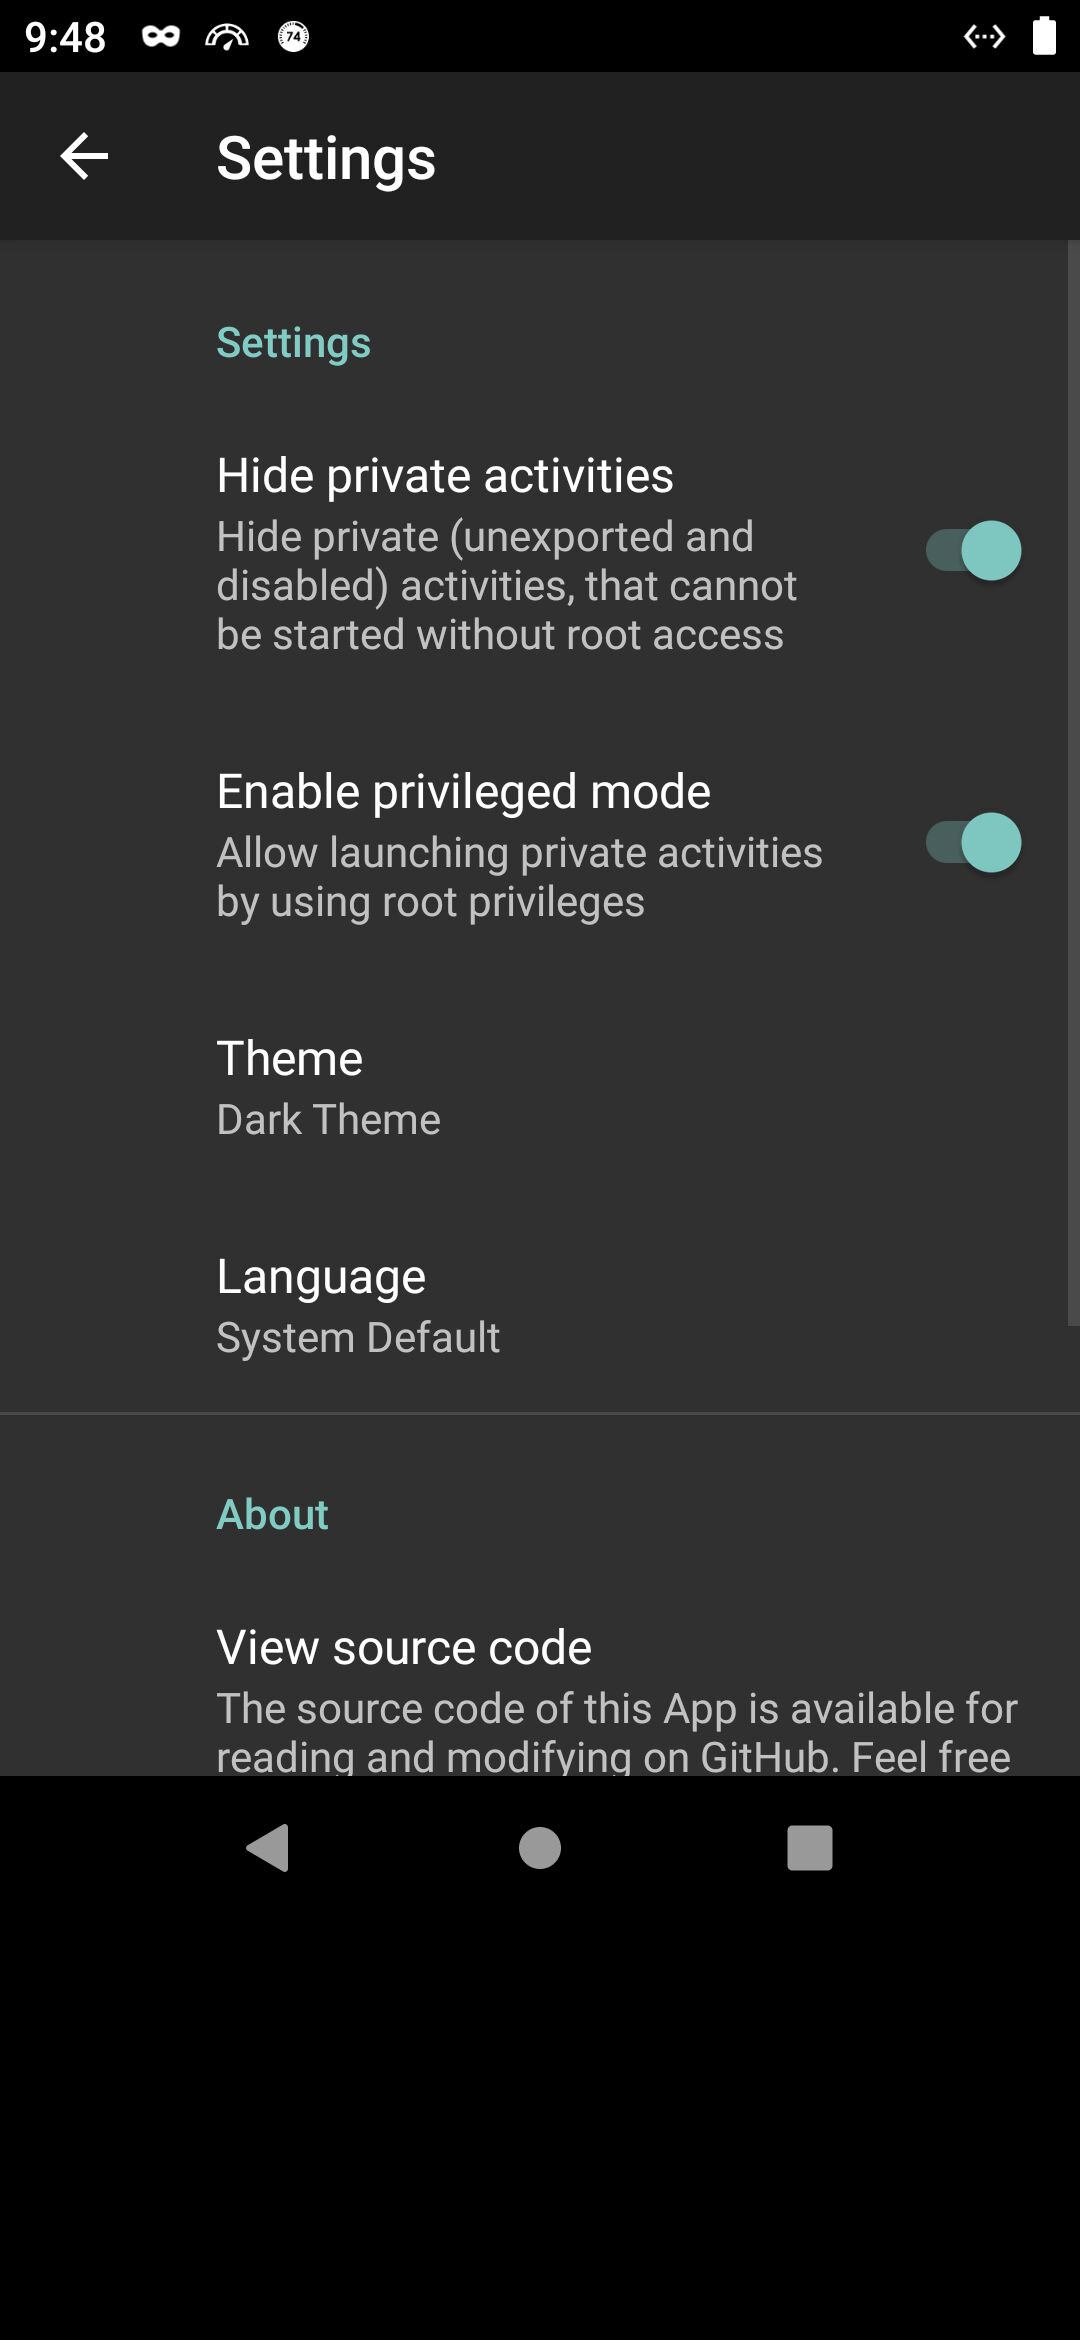 9:48
74
Settings
Settings
Hide private activities
Hide private (unexported and
disabled) activities, that cannot
be started without root access
Enable privileged mode
Allow launching private activities
by using root privileges
Theme
Dark Theme
Language
System Default
About
View source code
The source code of this App is available for
reading and modifying on GitHub. Feel free